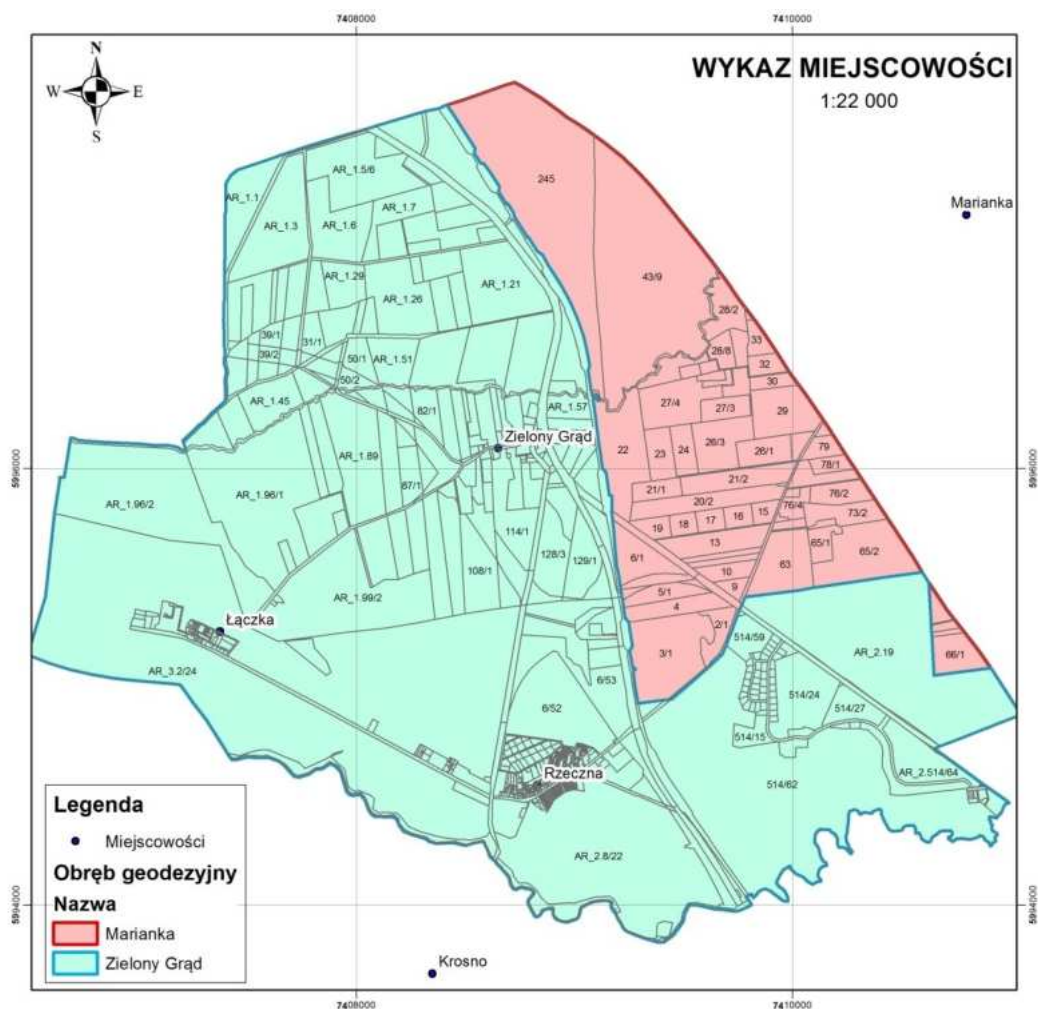 7408000
7410000
N
W
E
S
WYKAZ MIEJSCOWOŚCI
1:22 000
AR_1.5/6
245
AR_1.1
AR_1.7
Marianka
AR_1.3
AR_1.6
AR_1.29
43/9
AR_1.21
AR_1.26
28/2
39/1
31/1
33
39/2
50/1
AR_1.51
28/8
32
50/2
30
AR_1.45
82/1
AR_1.57
27/4
27/3
29
Zielony Grąd
22
23
24
26/3
26/1
79
5996000
5996000
AR_1.89
78/1
AR_1.96/2
AR_1.96/1
87/1
21/1
21/2
20/2
76/2
76/4
73/2
19
18
17
16
15
114/1
128/3
129/1
6/1
13
65/1
65/2
108/1
10
63
5/1
9
AR_1.99/2
4
Łączka
2/1
514/59
3/1
AR_2.19
66/1
AR_3.2/24
6/53
514/24
6/52
514/27
514/15
Rzeczna
AR_2.514/64
514/62
AR_2.8/22
Legenda
Miejscowości
Obręb geodezyjny
Nazwa
Marianka
Zielony Grąd
5994000
5994000
Krosno
7408000
7410000